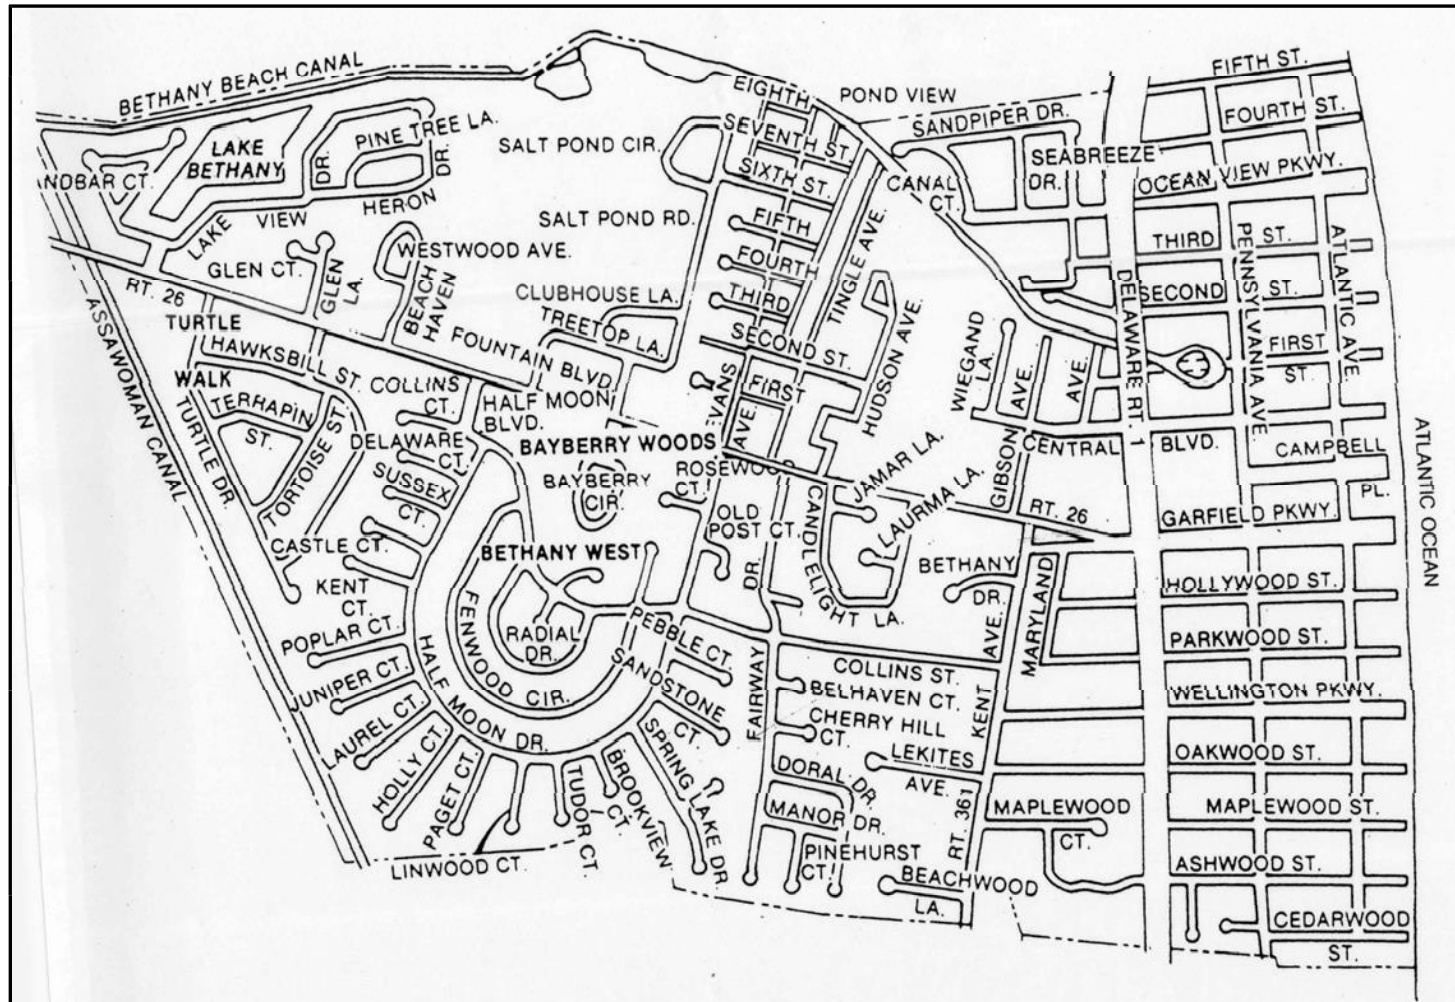 BETHANY BEACH CANAL
LAKE
BETHANY
PINE TREE LA.
DR.
DR.
NDBAR CT.
LAKE
VIEW
HERON
GLEN CT.
GLEN
LA.
WESTWOOD AVE.
BEACH
HAVEN
RT. 26
ASSAWOMAN CANAL
TURTLE
WALK
HAWKSBILL ST.
TERRAPIN
ST.
TORTOISE ST.
TURTLE DR.
SALT POND CIR.
SALT POND RD.
CLUBHOUSE LA.
TREETOP LA.
FOUNTAIN BLVD.
COLLINS
CT.
HALF MOON
BLVD.
DELAWARE
CT.
SUSSEX
CT.
CASTLE CT.
KENT
CT.
POPLAR CT.
JUNIPER CT.
LAUREL CT.
HOLLY CT.
PAGET CT.
LINWOOD CT.
TUDOR CT.
BROOKVIEW
CT.
SPRING LAKE DR
HALF MOON DR.
FENWOOD CIR.
RADIAL
DR.
BETHANY WEST
BAYBERRY WOODS
BAYBERRY
CIR.
ROSEWOOD
CT.
OLD
POST CT.
PEBBLE CT.
SANDSTONE
CT.
FAIRWAY
DR.
EIGHTH
SEVENTH ST.
SIXTH ST.
FIFTH
FOURTH
THIRD
SECOND ST.
FIRST
EVANS
AVE.
TINGLE AVE.
HUDSON AVE.
JAMAR LA.
LAURMA LA.
CANDLELIGHT LA.
COLLINS ST.
BELHAVEN CT.
CHERRY HILL
CT.
DORAL DR.
MANOR DR.
PINEHURST
CT.
LEKITES
AVE.
BEACHWOOD
LA.
RT. 361
KENT
AVE.
MARYLAND
BETHANY
DR.
MAPLEWOOD
CT.
POND VIEW
SANDPIPER DR.
SEABREEZE
DR.
CANAL
CT.
WIEGAND
LA.
AVE.
AVE.
GIBSON
CENTRAL
BLVD.
RT. 26
DELAWARE RT. 1
FIFTH ST.
FOURTH ST.
OCEAN VIEW PKWY.
THIRD
ST.
SECOND
ST.
FIRST
ST.
PENNSYLVANIA AVE.
ATLANTIC AVE.
CAMPBELL
PL.
GARFIELD PKWY.
HOLLYWOOD ST.
PARKWOOD ST.
WELLINGTON PKWY.
OAKWOOD ST.
MAPLEWOOD ST.
ASHWOOD ST.
CEDARWOOD
ST.
ATLANTIC OCEAN